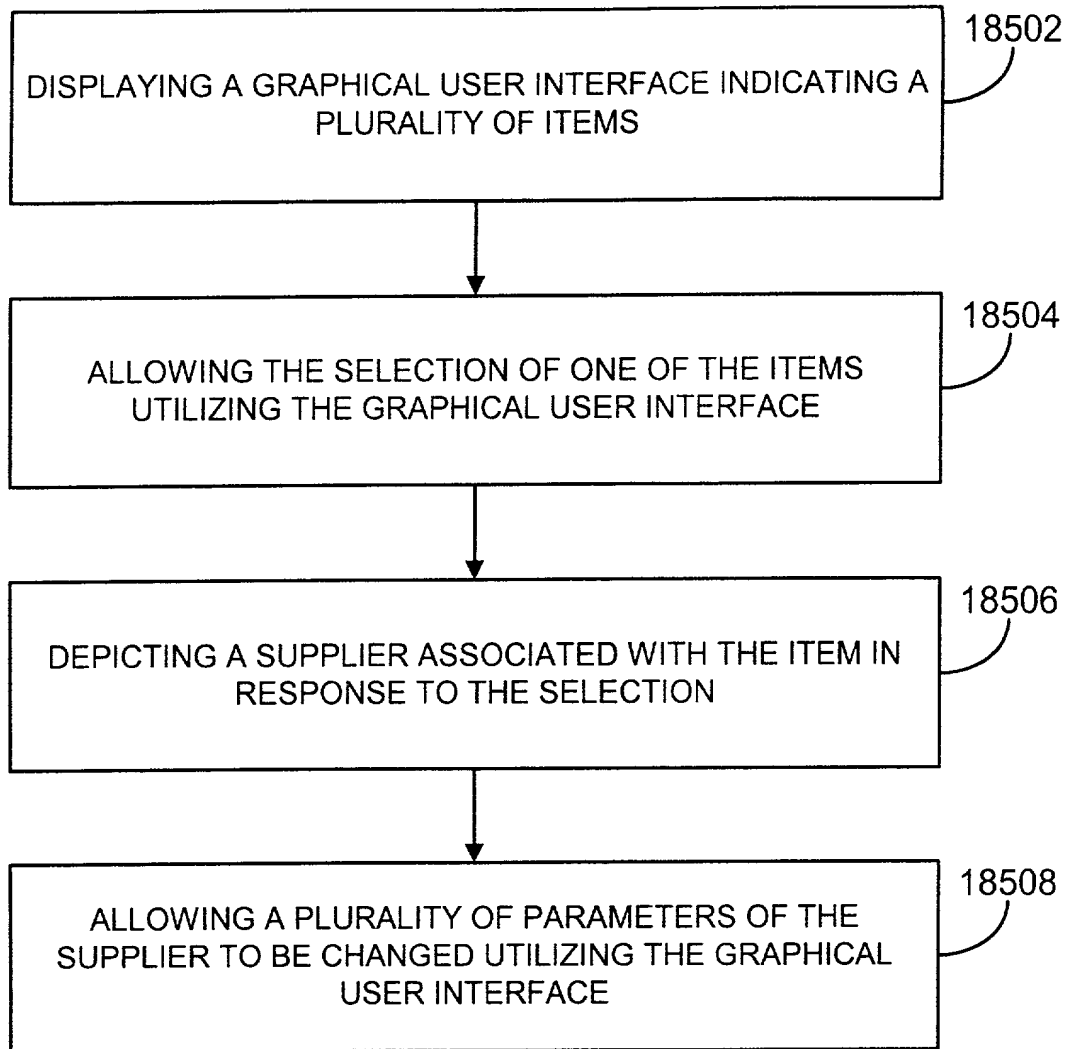 18502
DISPLAYING A GRAPHICAL USER INTERFACE INDICATING A
PLURALITY OF ITEMS
18504
ALLOWING THE SELECTION OF ONE OF THE ITEMS
UTILIZING THE GRAPHICAL USER INTERFACE
18506
DEPICTING A SUPPLIER ASSOCIATED WITH THE ITEM IN
RESPONSE TO THE SELECTION
18508
ALLOWING A PLURALITY OF PARAMETERS OF THE
SUPPLIER TO BE CHANGED UTILIZING THE GRAPHICAL
USER INTERFACE